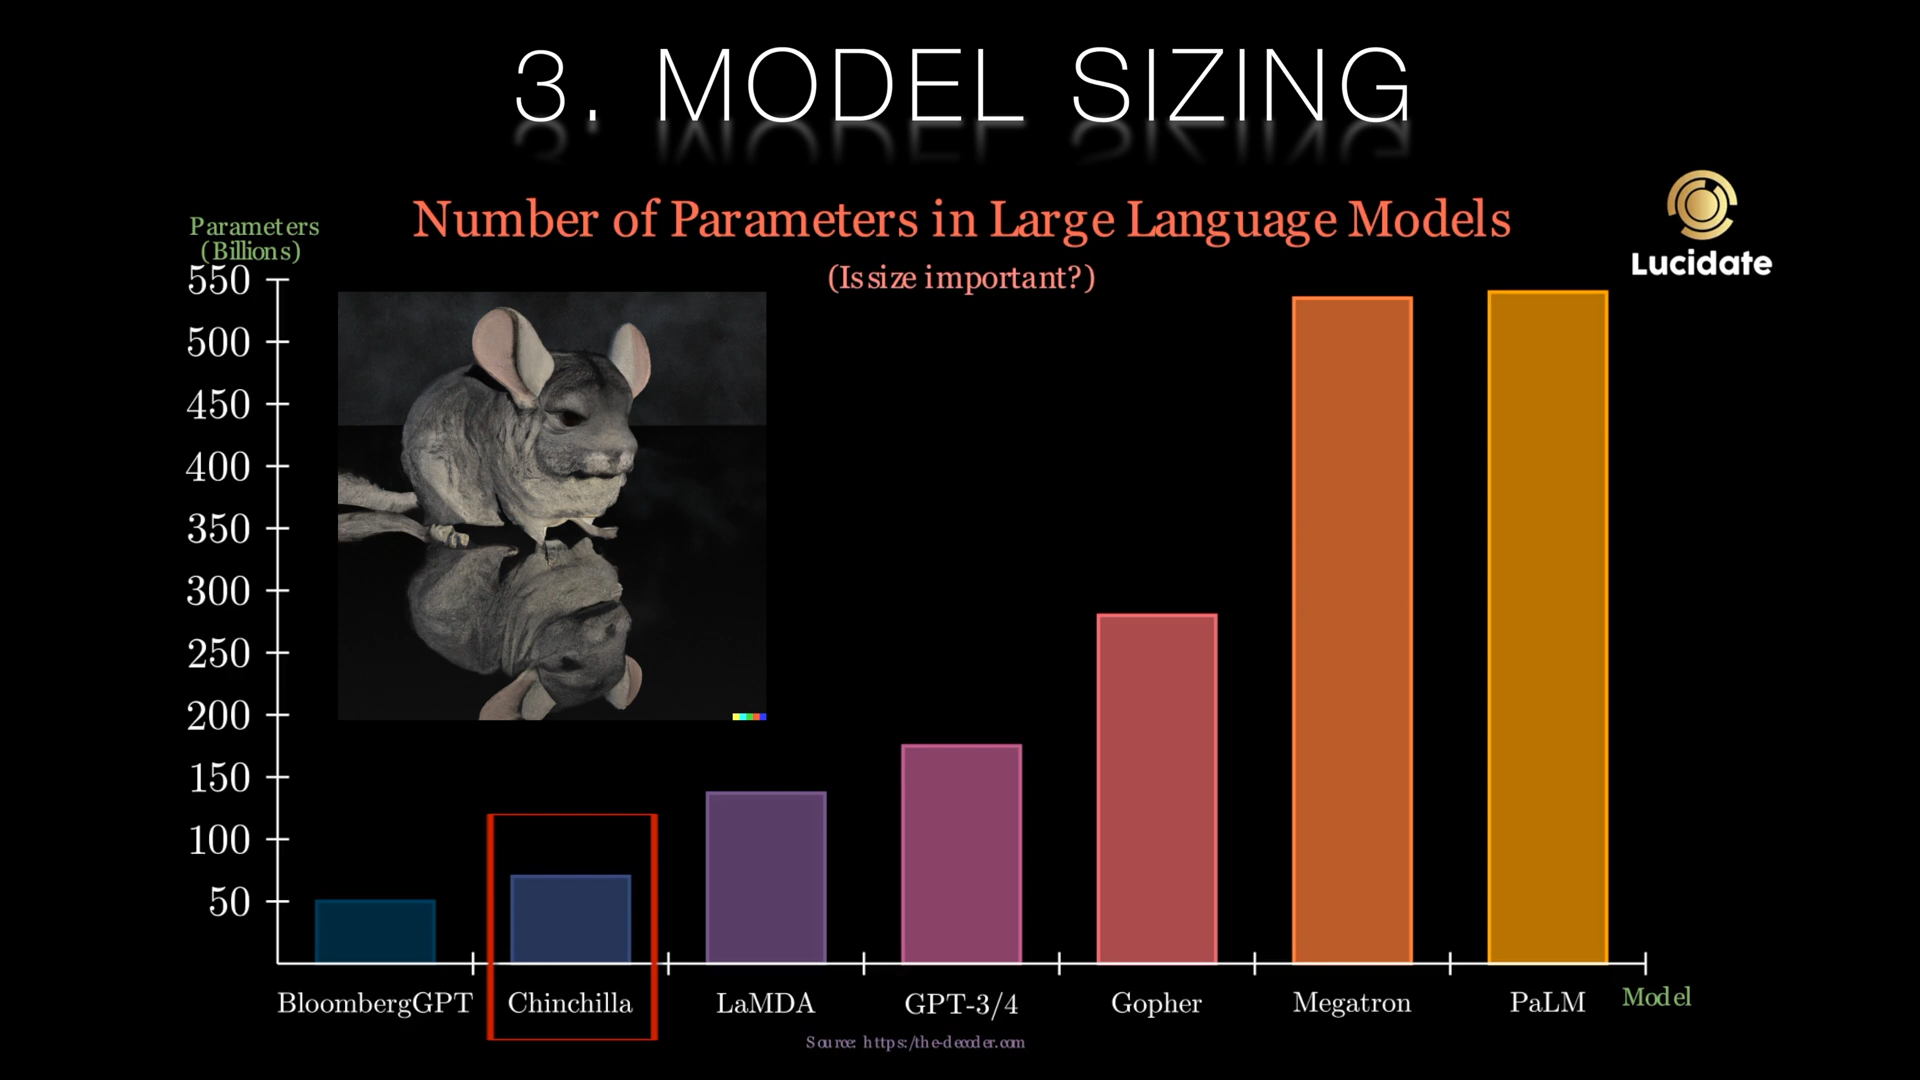 3. MODEL SIZING
Number of Parameters in Large Language Models
(Is size important?)
Lucidate
Parameters
(Billions)
550
500
450
400
350
300
250
200
150
100
50
BloombergGPT Chinchilla LaMDA GPT-3/4 Gopher Megatron PaLM Model
Source: https:/the-decoder.com